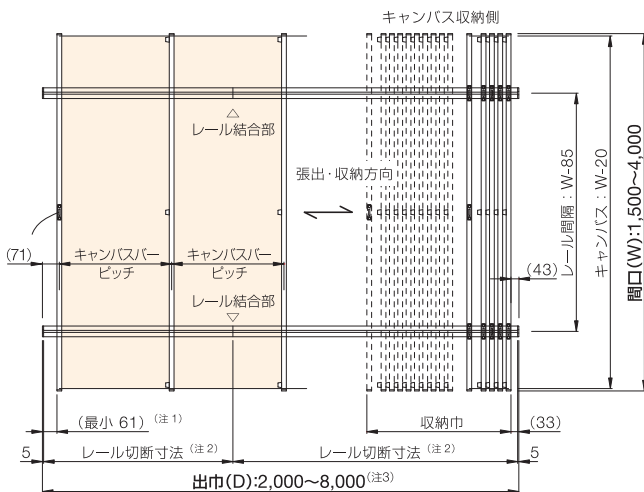 キャンバス収納側
レール結合部
張出・収納方向
(71)
キャンバスバー
ピッチ
キャンバスバー
ピッチ
(43)
レール間隔：W-85
キャンバス：W-20
間口(W):1,500～4,000
レール結合部
(最小 61) (注1)
収納巾
(33)
5
レール切断寸法 (注2)
レール切断寸法 (注2)
5
出巾(D):2,000～8,000(注3)